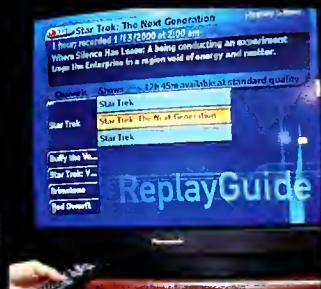 Star Trek: The Next Generation
1 hour recorded 1/13/2000 at 2:00 am
Where Silence Has Lease: A being conducting an experiment
traps the Enterprise in a region void of energy and matter.
Channels Shows 12h 45m available at standard quality
Star Trek
Star Trek
Star Trek: The Next Generation
Star Trek
Buffy the Va...
Star Trek: V...
Brimstone
Red Dwarf
ReplayGuide
Panasonic